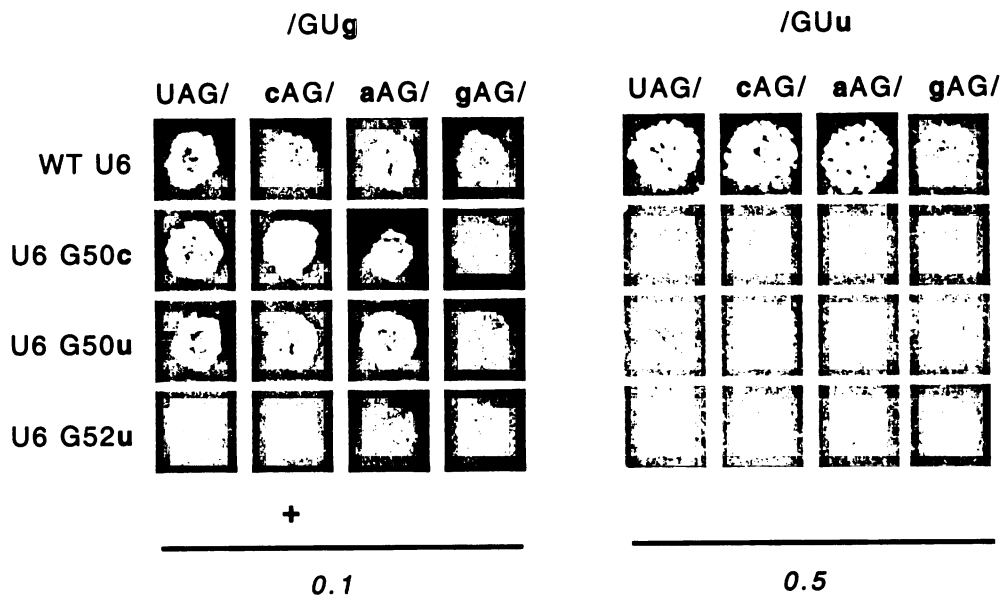 /GUg /GUu
UAG/ cAG/ aAG/ gAG/ UAG/ cAG/ aAG/ gAG/
WT U6
U6 G50c
U6 G50u
U6 G52u
+
0.1 0.5